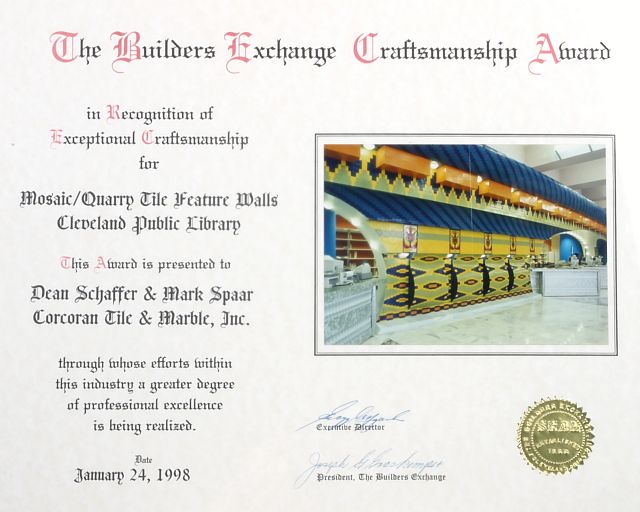 The Builders Exchange Craftsmanship Award
in Recognition of
Exceptional Craftsmanship
for
Mosaic/Quarry Tile Feature Walls
Cleveland Public Library
This Award is presented to
Dean Schaffer & Mark Spaar
Corcoran Tile & Marble, Inc.
through whose efforts within
this industry a greater degree
of professional excellence
is being realized.
Date
January 24, 1998
Executive Director
President, The Builders Exchange